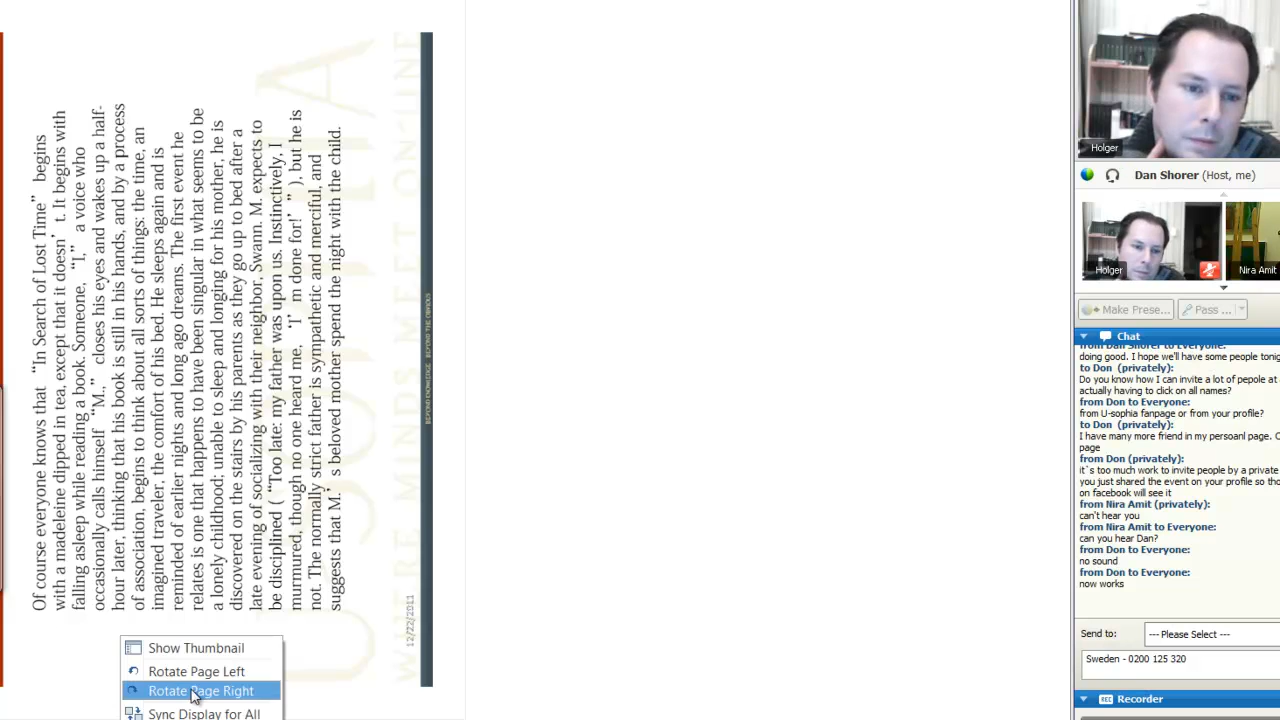 Of course everyone knows that “In Search of Lost Time” begins
with a madeleine dipped in tea except that it doesn’t. It begins with
falling asleep while reading a book. Someone, “I,” a voice who
occasionally calls himself “M.,” closes his eyes and wakes up a half-
hour later, thinking that his book is still in his hands, and by a process
of association, begins to think about all sorts of things: the time, an
imagined traveler, the comfort of his bed. He sleeps again and is
reminded of earlier nights and long ago dreams. The first event he
relates is one that happens to have been singular in what seems to be
a lonely childhood; unable to sleep and longing for his mother, he is
discovered on the stairs by his parents as they go up to bed after a
late evening of socializing with their neighbor, Swann. M. expects to
be disciplined (“Too late: my father was upon us. Instinctively, I
murmured, though no one heard me, “I’m done for!’”), but he is
not. The normally strict father is sympathetic and merciful, and
suggests that M.’s beloved mother spend the night with the child.
12/22/2011
BEYOND KNOWLEDGE - BEYOND THE OBVIOUS
Show Thumbnail
Rotate Page Left
Rotate Page Right
Sync Display for All
Holger
Dan Shorer (Host, me)
Holger
Nira Amit
Make Prese...
Pass ...
Chat
from Dan Shorer to Everyone:
doing good. I hope we'll have some people tonig
to Don (privately):
Do you know how I can invite a lot of pepole at
actually having to click on all names?
from Don to Everyone:
from U-sophia fanpage or from your profile?
to Don (privately):
I have many more friend in my persoanl page. C
page
from Don (privately):
it`s too much work to invite people by a private
you just shared the event on your profile so tho
on facebook will see it
from Nira Amit (privately):
can't hear you
from Nira Amit to Everyone:
can you hear Dan?
from Don to Everyone:
no sound
from Don to Everyone:
now works
Send to:
--- Please Select ---
Sweden - 0200 125 320
REC
Recorder